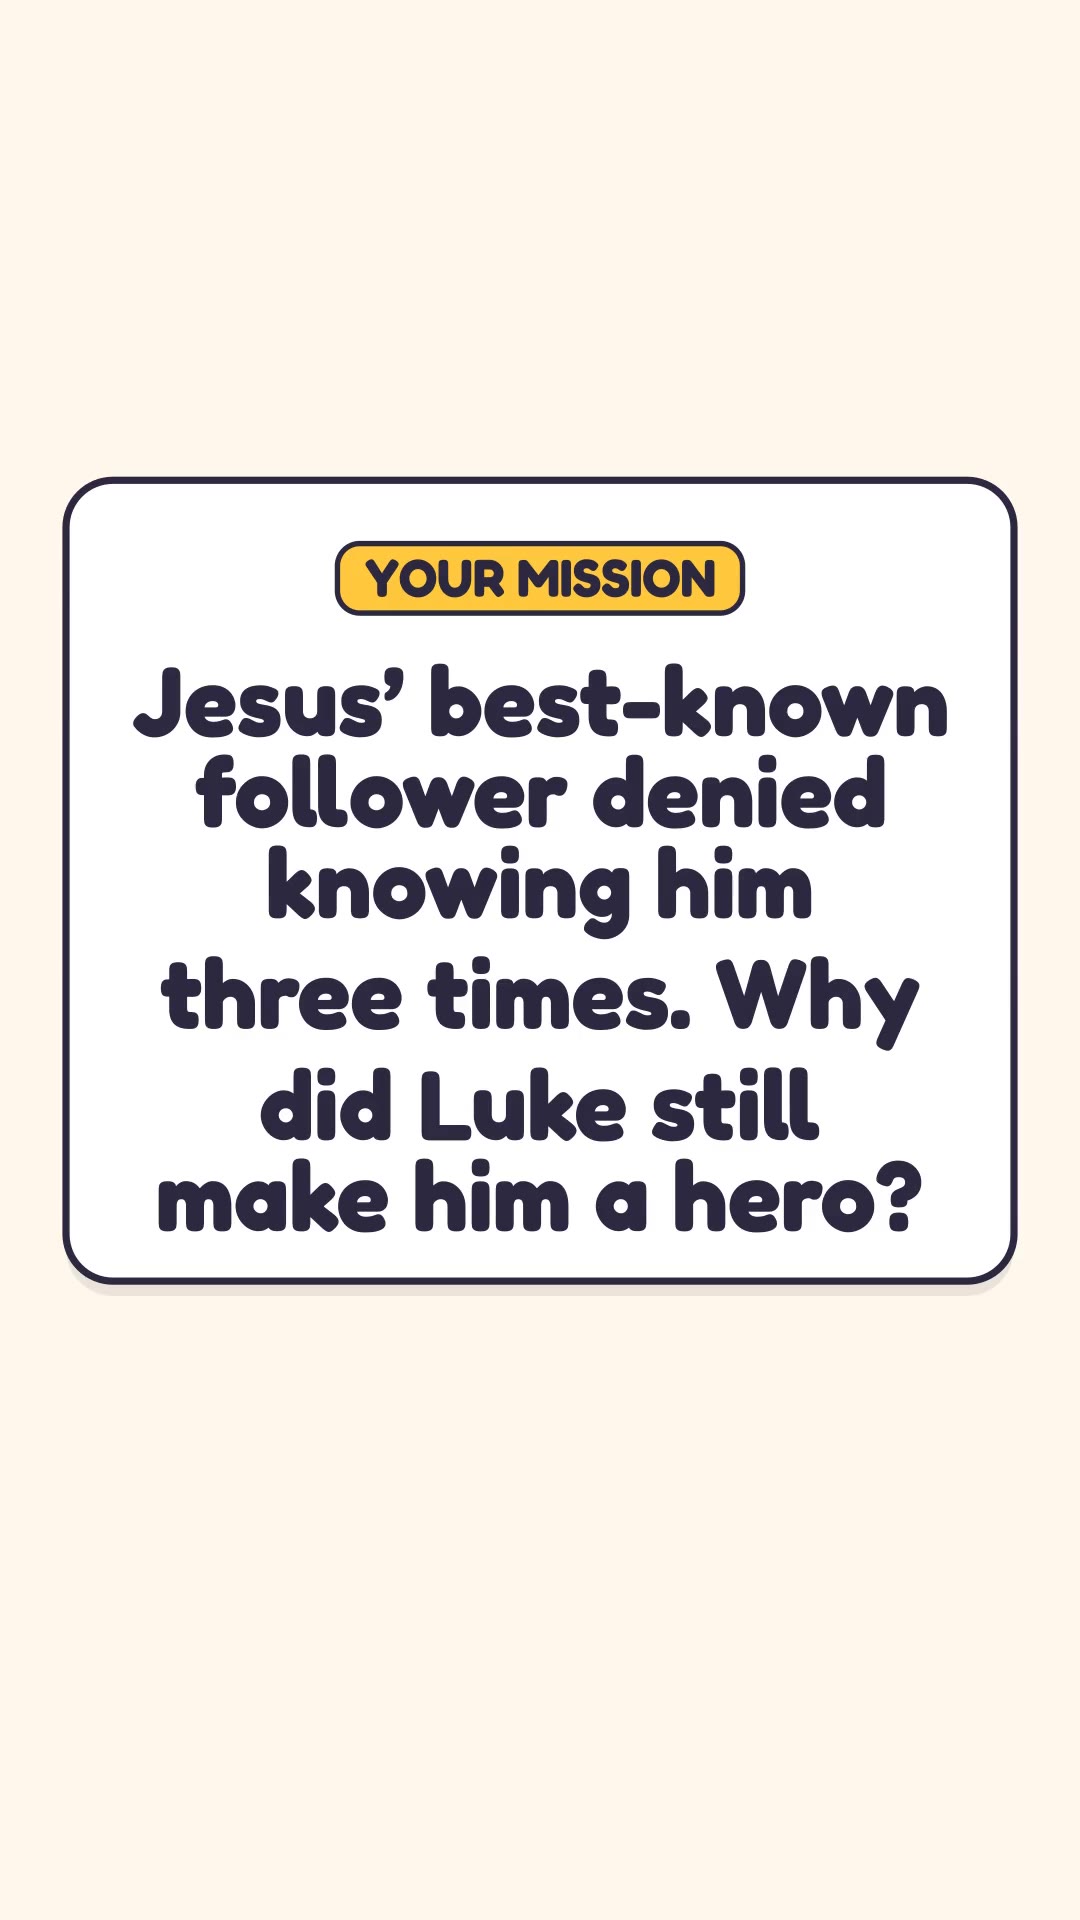 YOUR MISSION
Jesus’ best-known
follower denied
knowing him
three times. Why
did Luke still
make him a hero?